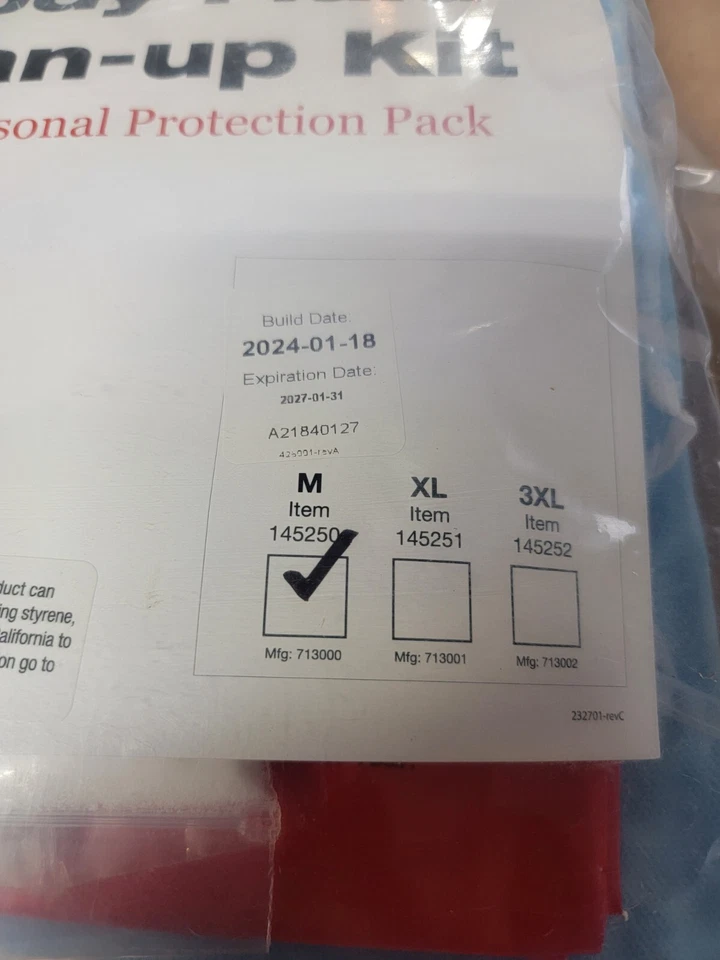 an-up Kit
sonal Protection Pack
Build Date:
2024-01-18
Expiration Date:
2027-01-31
A21840127
M
Item
145250
Mfg: 713000
XL
Item
145251
Mfg: 713001
3XL
Item
145252
Mfg: 713002
duct can
ing styrene,
alifornia to
on go to
232701-revC